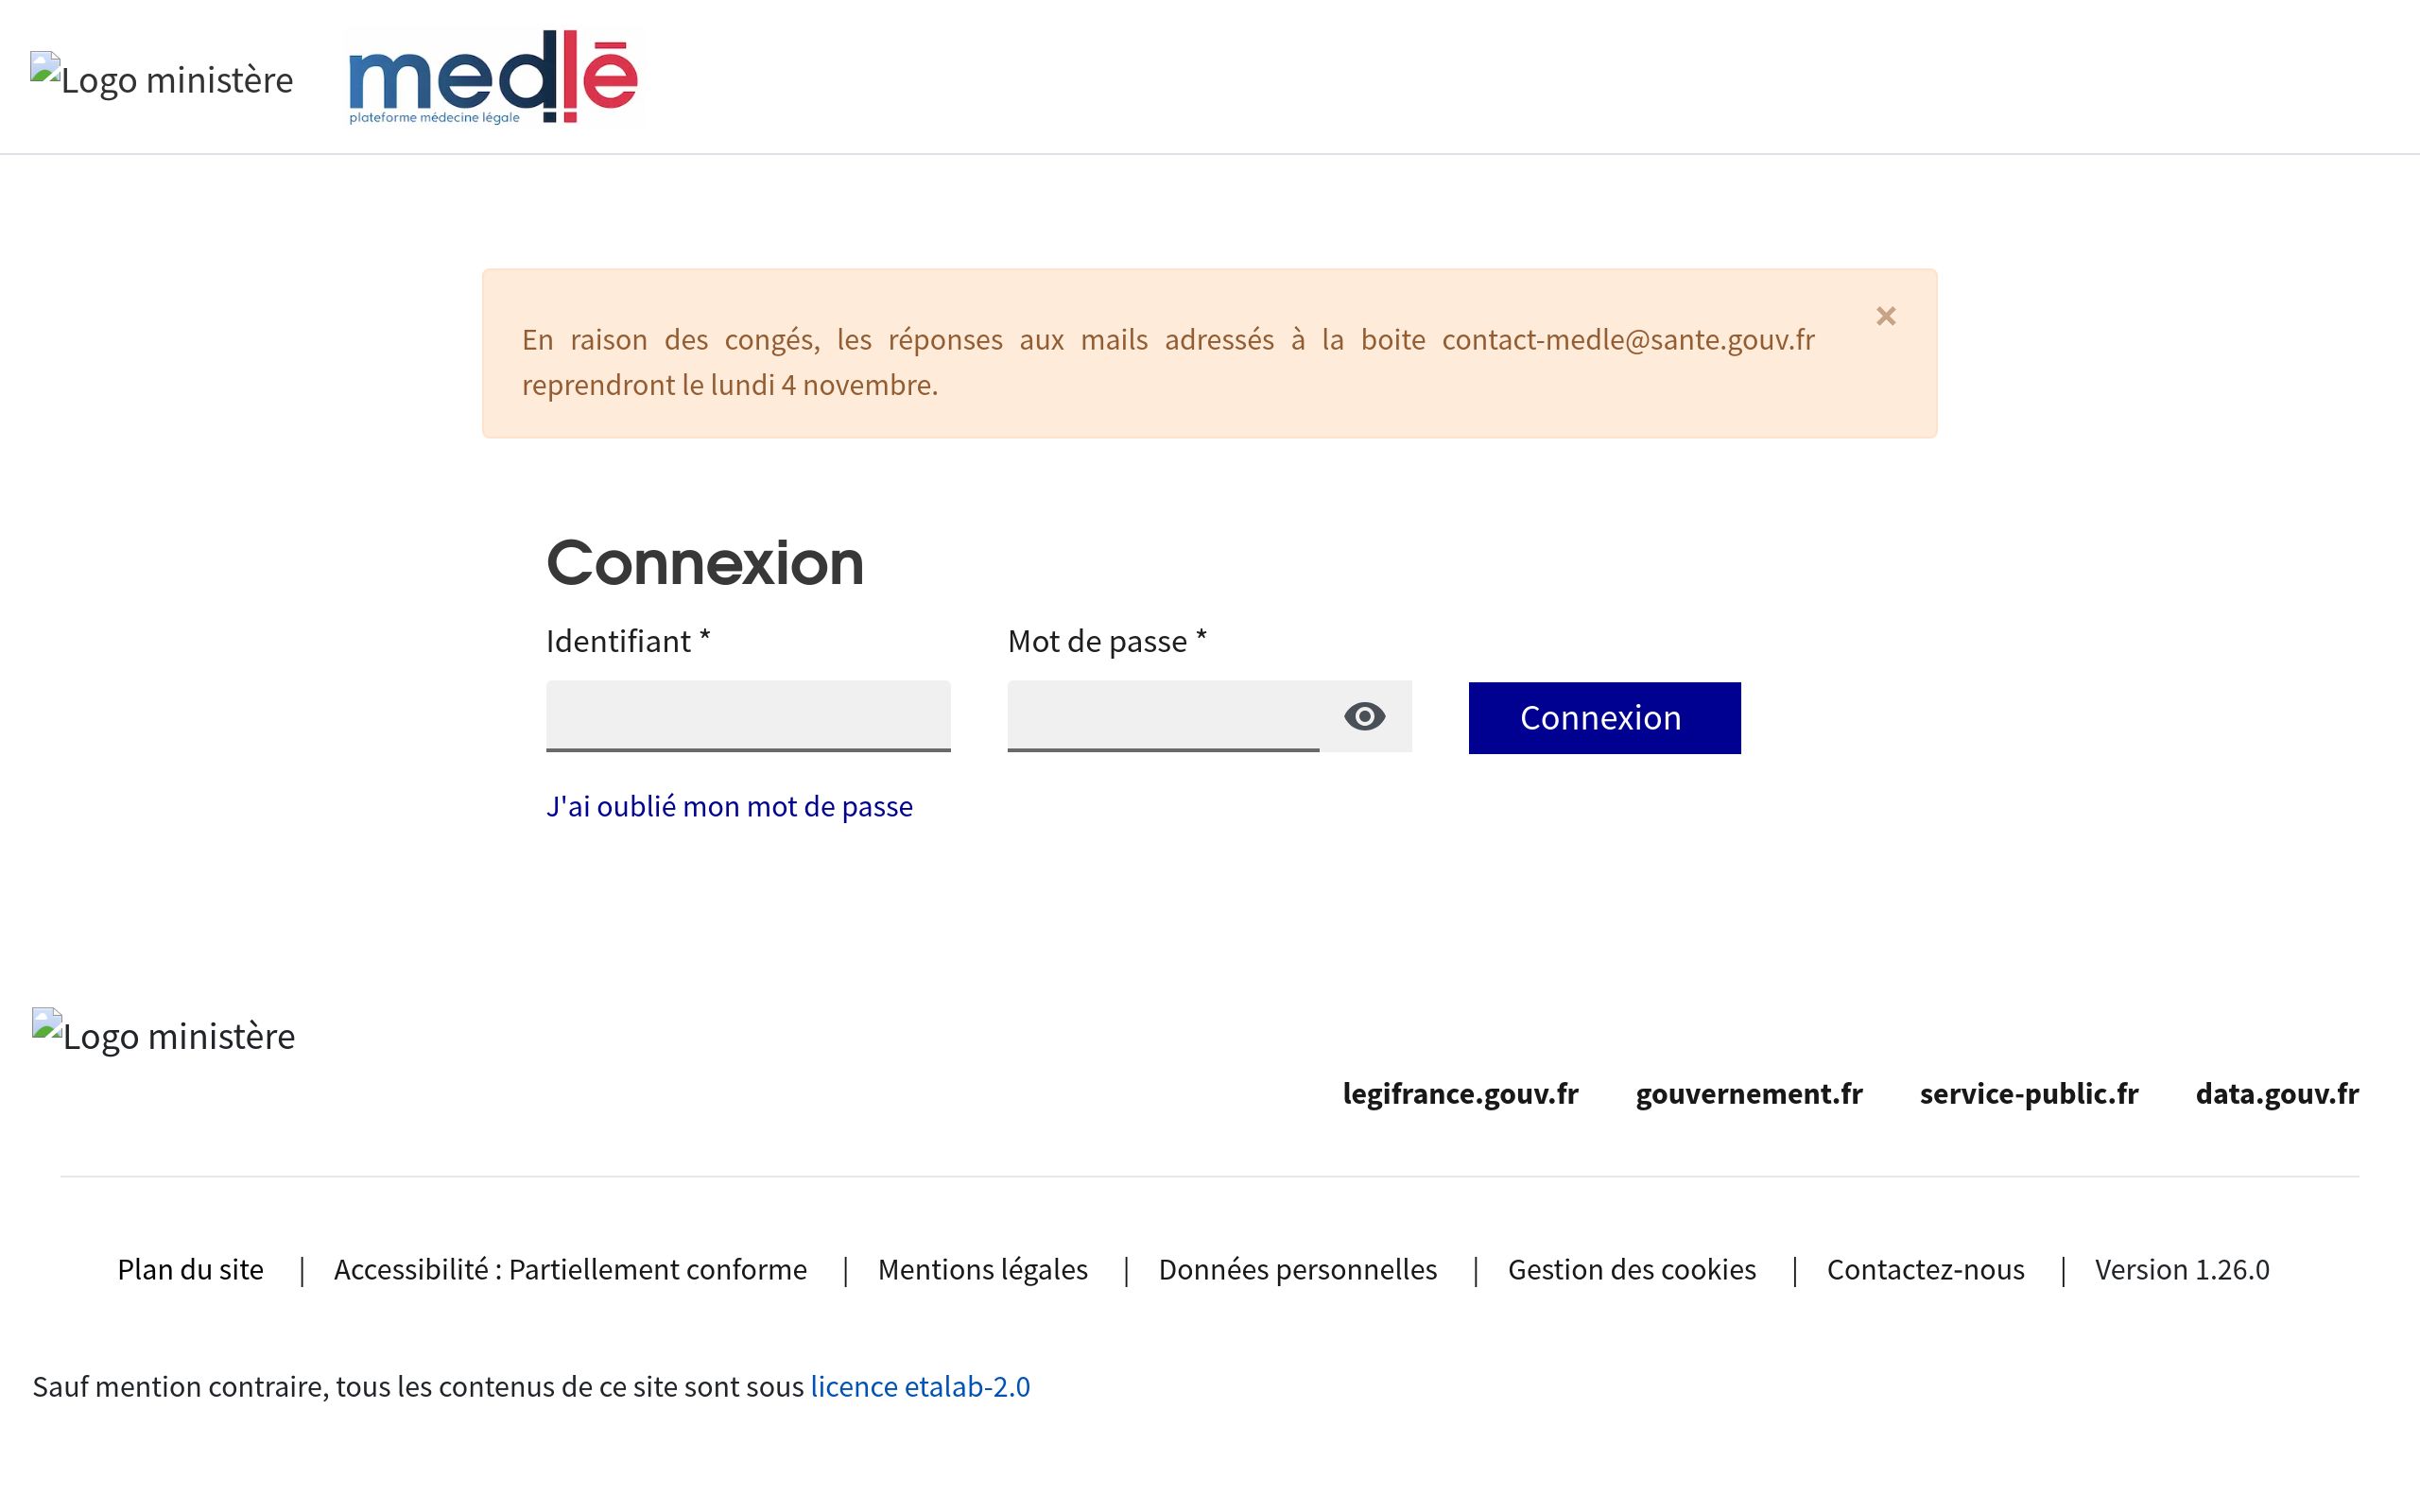 Logo ministère
medlē
plateforme médecine légale
×
En raison des congés, les réponses aux mails adressés à la boite contact-medle@sante.gouv.fr
reprendront le lundi 4 novembre.
Connexion
Identifiant *
Mot de passe *
Connexion
J'ai oublié mon mot de passe
Logo ministère
legifrance.gouv.fr gouvernement.fr service-public.fr data.gouv.fr
Plan du site | Accessibilité : Partiellement conforme | Mentions légales | Données personnelles | Gestion des cookies | Contactez-nous | Version 1.26.0
Sauf mention contraire, tous les contenus de ce site sont sous licence etalab-2.0